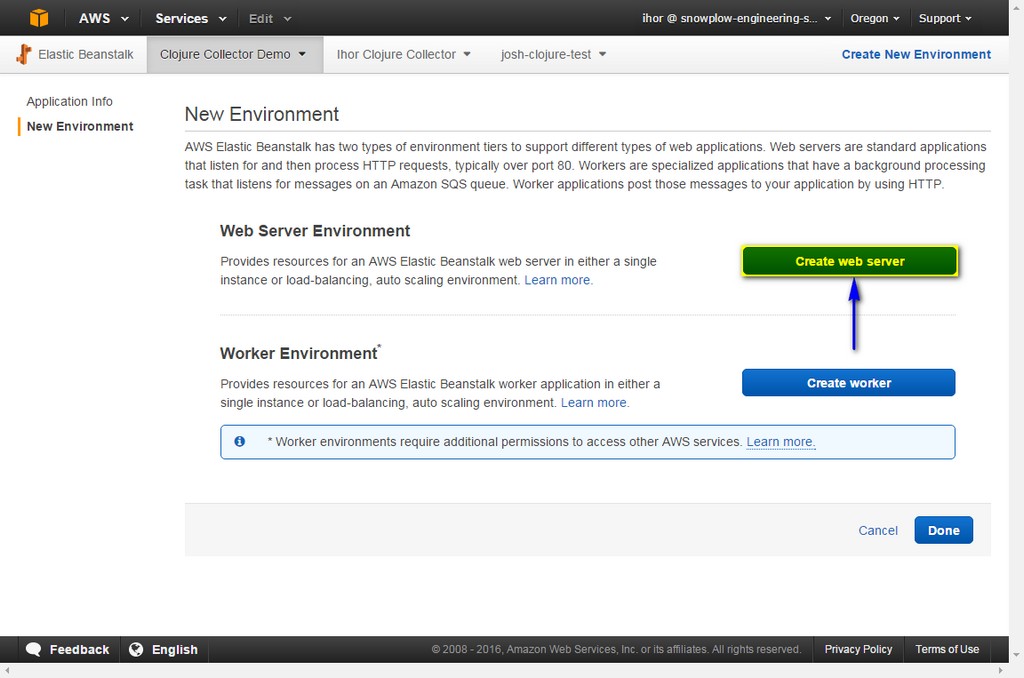 AWS Services Edit ihor @ snowplow-engineering-s... Oregon Support
Elastic Beanstalk Clojure Collector Demo Ihor Clojure Collector josh-clojure-test Create New Environment
Application Info
New Environment
New Environment
AWS Elastic Beanstalk has two types of environment tiers to support different types of web applications. Web servers are standard applications
that listen for and then process HTTP requests, typically over port 80. Workers are specialized applications that have a background processing
task that listens for messages on an Amazon SQS queue. Worker applications post those messages to your application by using HTTP.
Web Server Environment
Provides resources for an AWS Elastic Beanstalk web server in either a single
instance or load-balancing, auto scaling environment. Learn more.
Create web server
Worker Environment*
Provides resources for an AWS Elastic Beanstalk worker application in either a
single instance or load-balancing, auto scaling environment. Learn more.
Create worker
* Worker environments require additional permissions to access other AWS services. Learn more.
Cancel Done
Feedback English © 2008 - 2016, Amazon Web Services, Inc. or its affiliates. All rights reserved. Privacy Policy Terms of Use